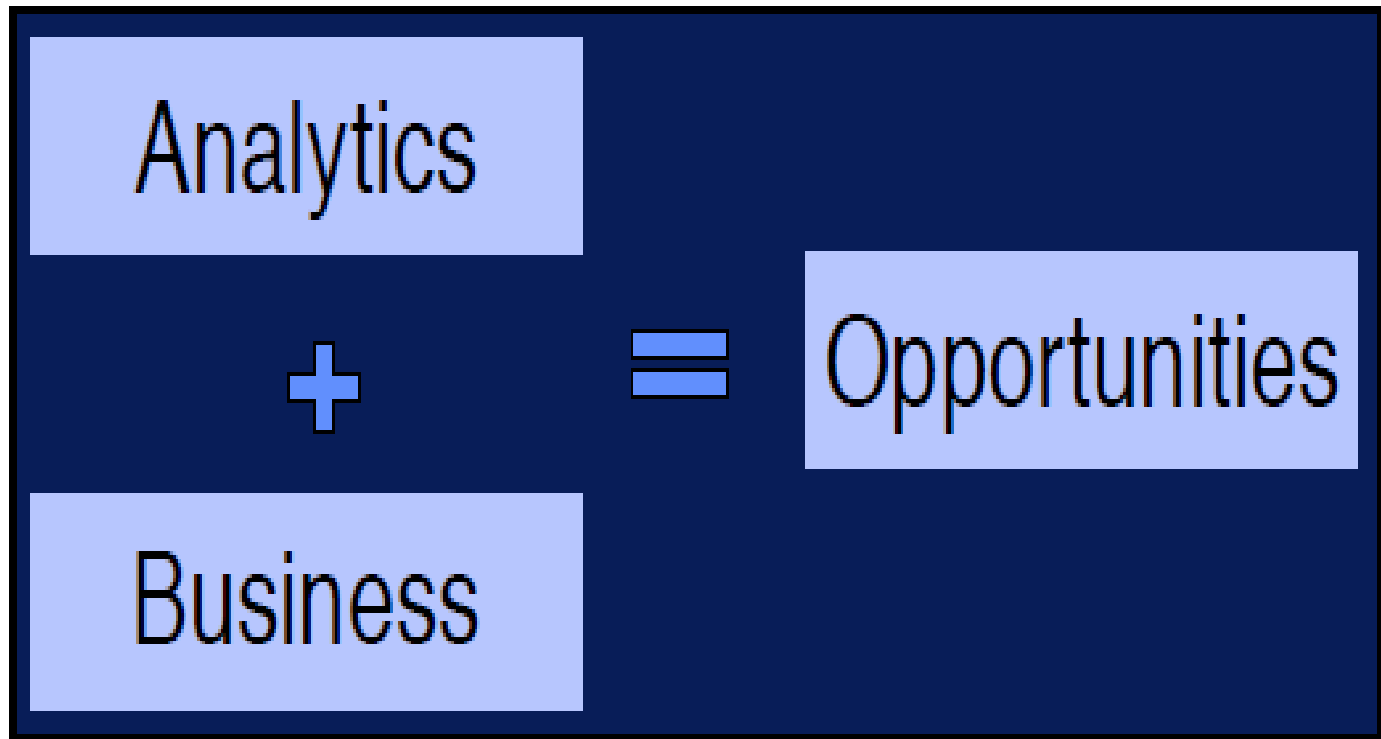 Analytics
+
Business
=
Opportunities